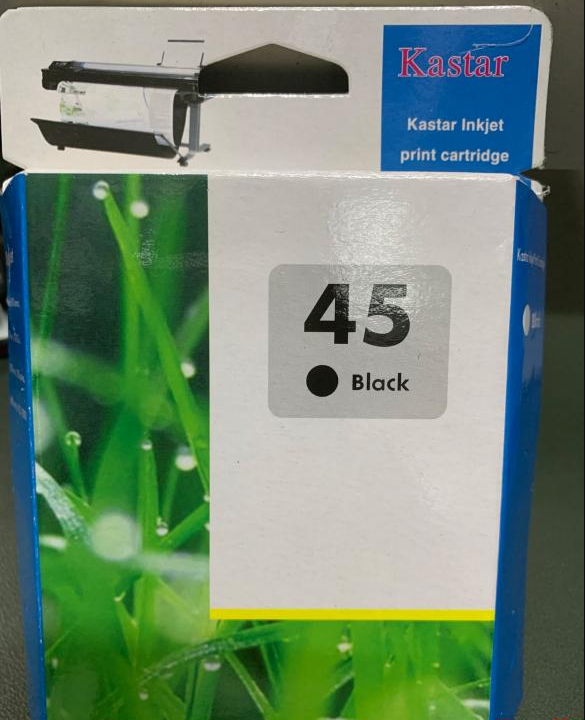 Kastar
Kastar Inkjet
print cartridge
45
Black